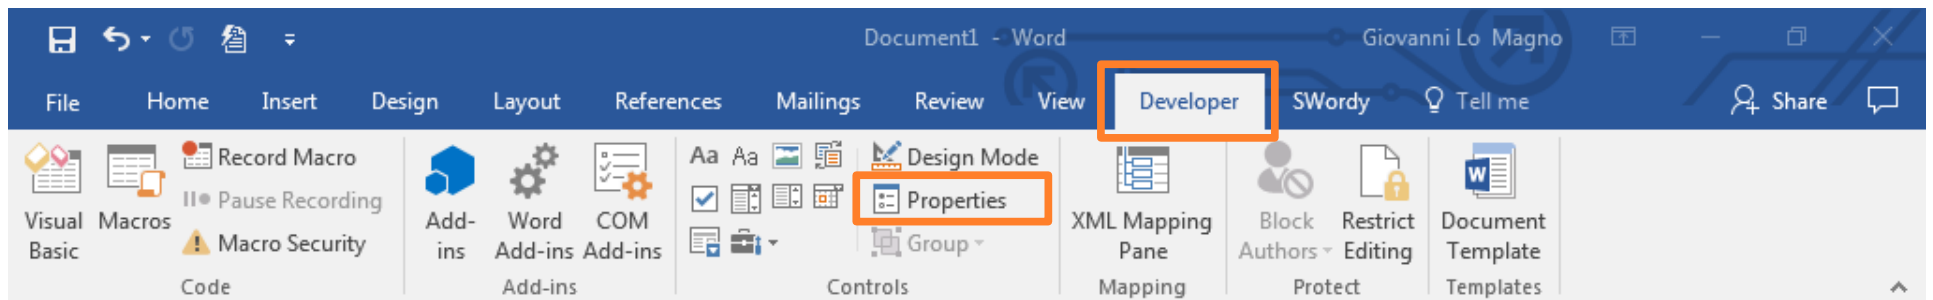 Document1 - Word
Giovanni Lo Magno
File Home Insert Design Layout References Mailings Review View Developer SWordy Tell me Share
Visual Basic
Macros
Record Macro
Pause Recording
Macro Security
Code
Add-
ins
Word
Add-ins
COM
Add-ins
Add-ins
Aa Aa
Design Mode
Properties
Group
Controls
XML Mapping
Pane
Mapping
Block
Authors
Restrict
Editing
Protect
W
Document
Template
Templates